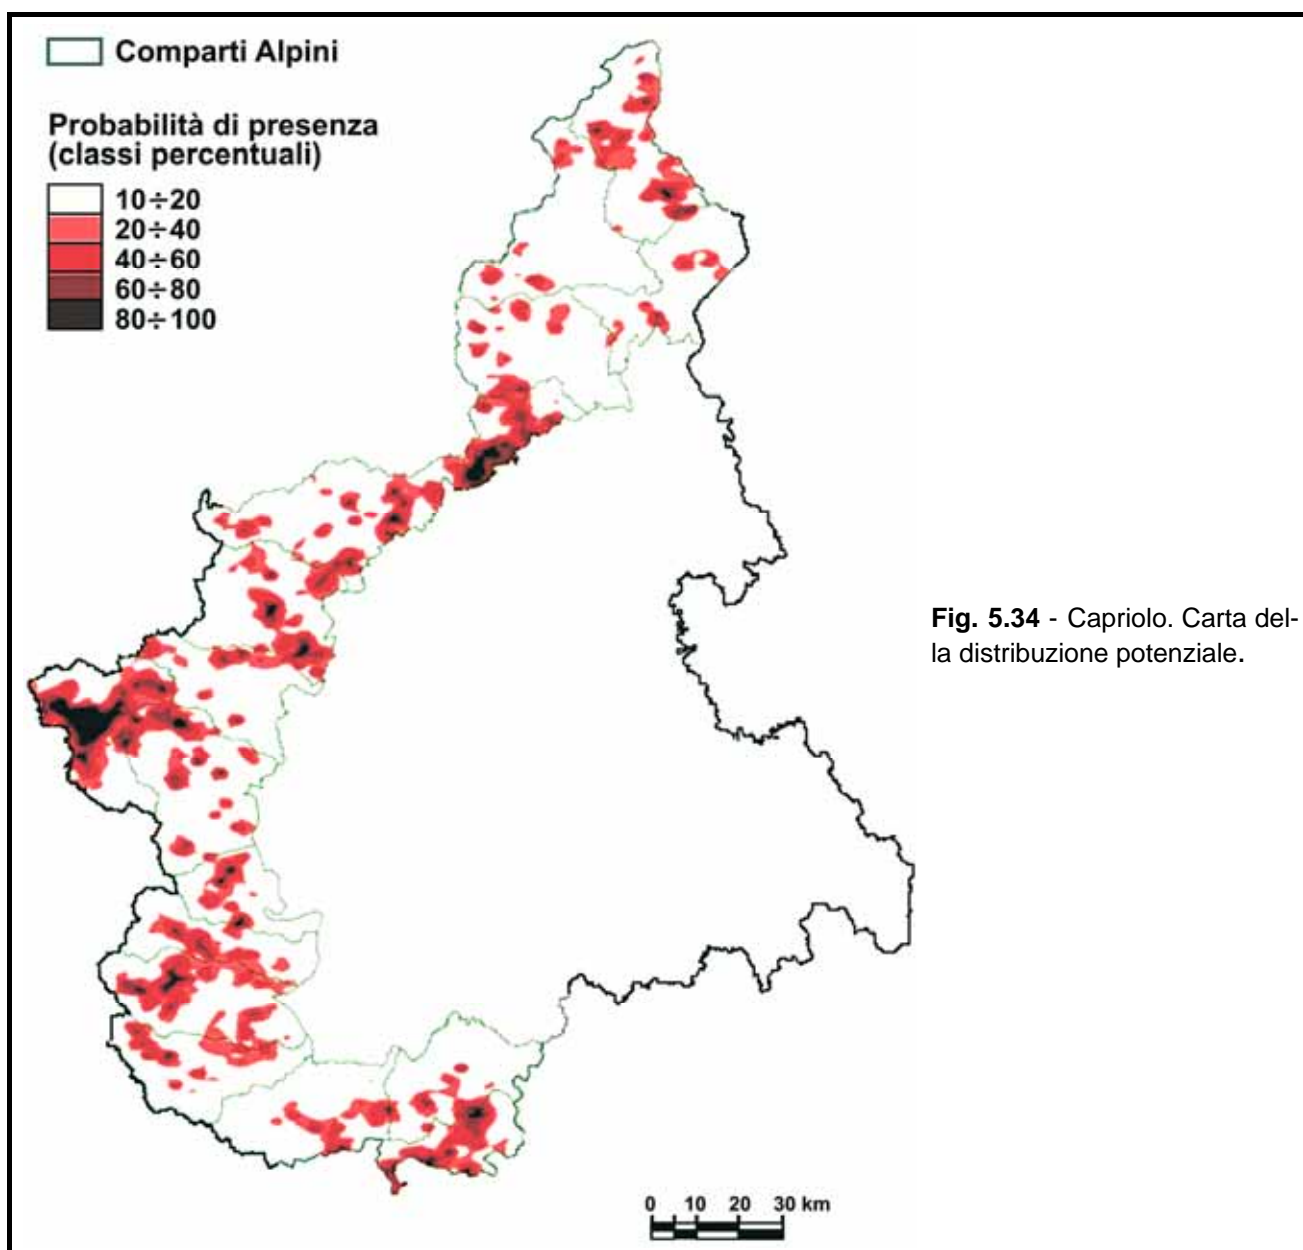 Comparti Alpini
Probabilità di presenza
(classi percentuali)
10÷20
20÷40
40÷60
60÷80
80÷100
Fig. 5.34 - Capriolo. Carta del-
la distribuzione potenziale.
0 10 20 30 km